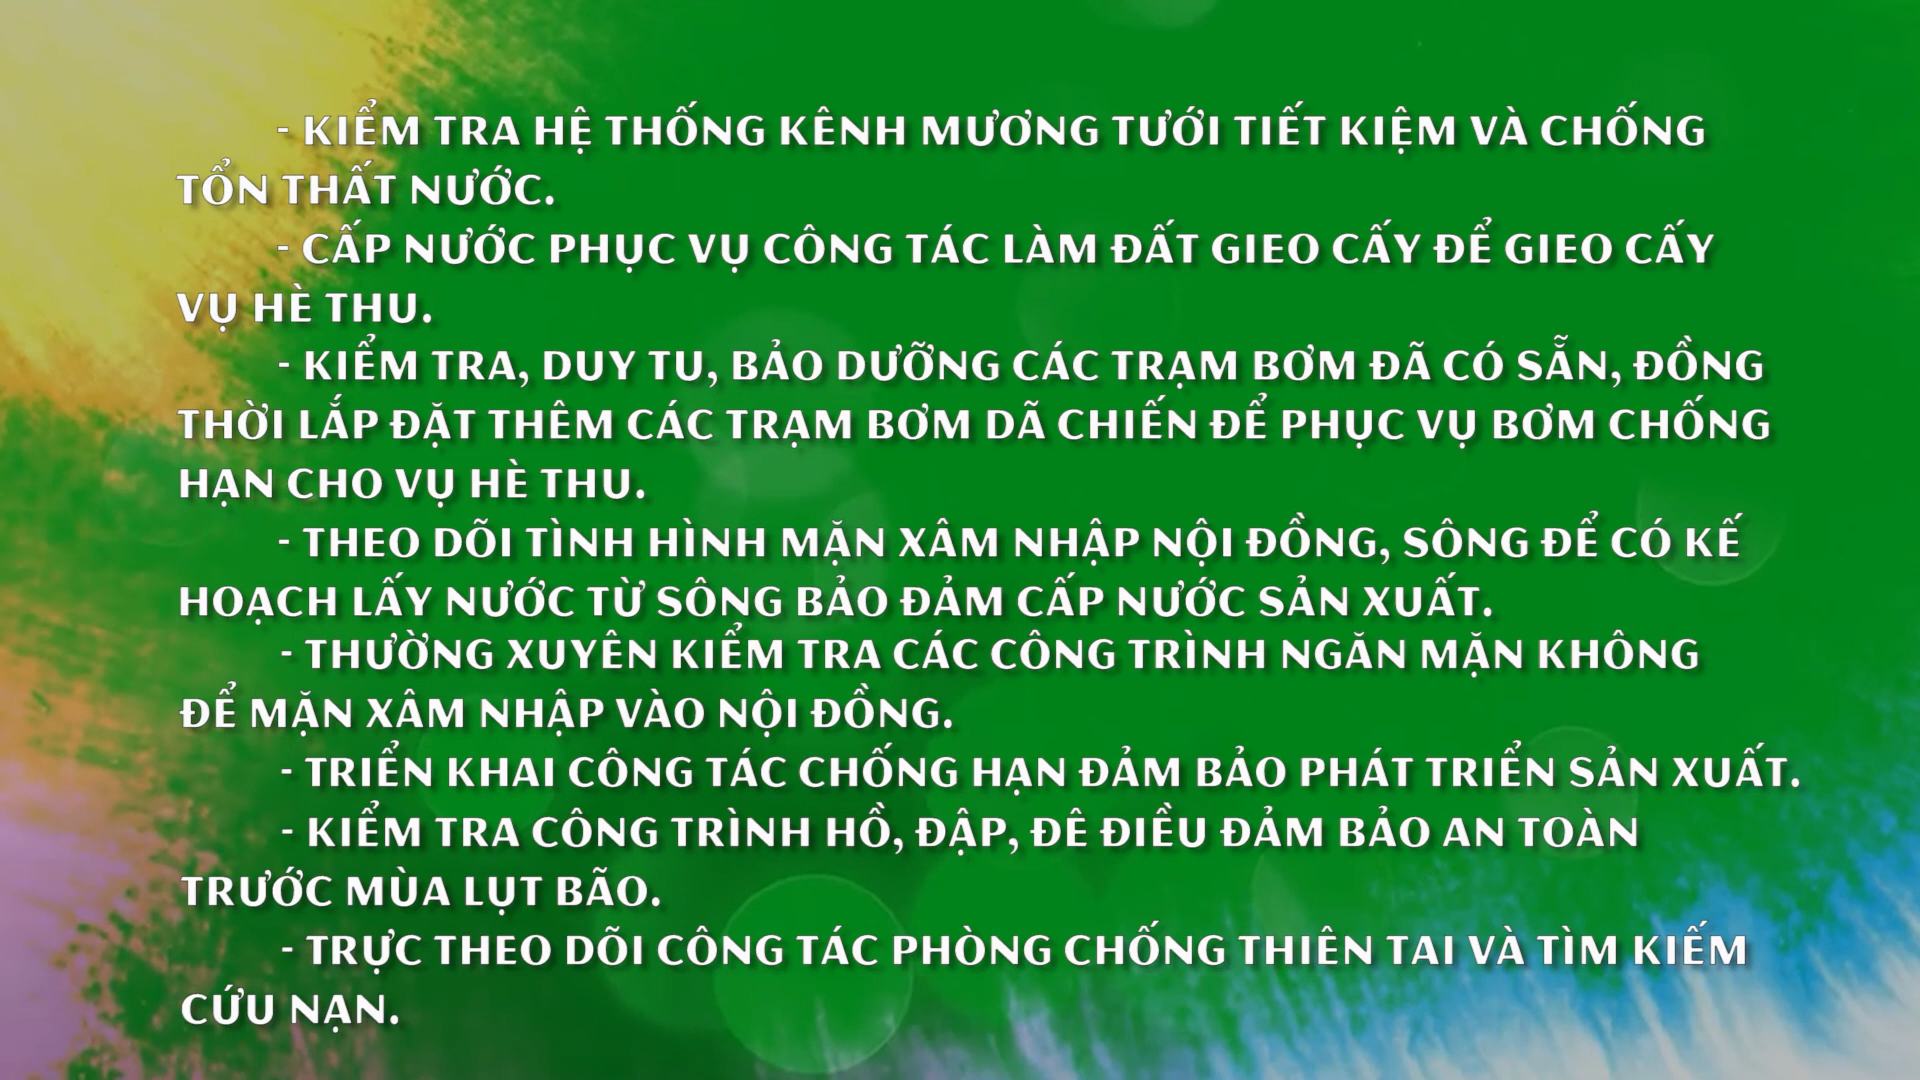 - KIỂM TRA HỆ THỐNG KÊNH MƯƠNG TƯỚI TIẾT KIỆM VÀ CHỐNG
TỔN THẤT NƯỚC.
- CẤP NƯỚC PHỤC VỤ CÔNG TÁC LÀM ĐẤT GIEO CẤY ĐỂ GIEO CẤY
VỤ HÈ THU.
- KIỂM TRA, DUY TU, BẢO DƯỠNG CÁC TRẠM BƠM ĐÃ CÓ SẴN, ĐỒNG
THỜI LẮP ĐẶT THÊM CÁC TRẠM BƠM DÃ CHIẾN ĐỂ PHỤC VỤ BƠM CHỐNG
HẠN CHO VỤ HÈ THU.
- THEO DÕI TÌNH HÌNH MẶN XÂM NHẬP NỘI ĐỒNG, SÔNG ĐỂ CÓ KẾ
HOẠCH LẤY NƯỚC TỪ SÔNG BẢO ĐẢM CẤP NƯỚC SẢN XUẤT.
- THƯỜNG XUYÊN KIỂM TRA CÁC CÔNG TRÌNH NGĂN MẶN KHÔNG
ĐỂ MẶN XÂM NHẬP VÀO NỘI ĐỒNG.
- TRIỂN KHAI CÔNG TÁC CHỐNG HẠN ĐẢM BẢO PHÁT TRIỂN SẢN XUẤT.
- KIỂM TRA CÔNG TRÌNH HỒ, ĐẬP, ĐÊ ĐIỀU ĐẢM BẢO AN TOÀN
TRƯỚC MÙA LỤT BÃO.
- TRỰC THEO DÕI CÔNG TÁC PHÒNG CHỐNG THIÊN TAI VÀ TÌM KIẾM
CỨU NẠN.